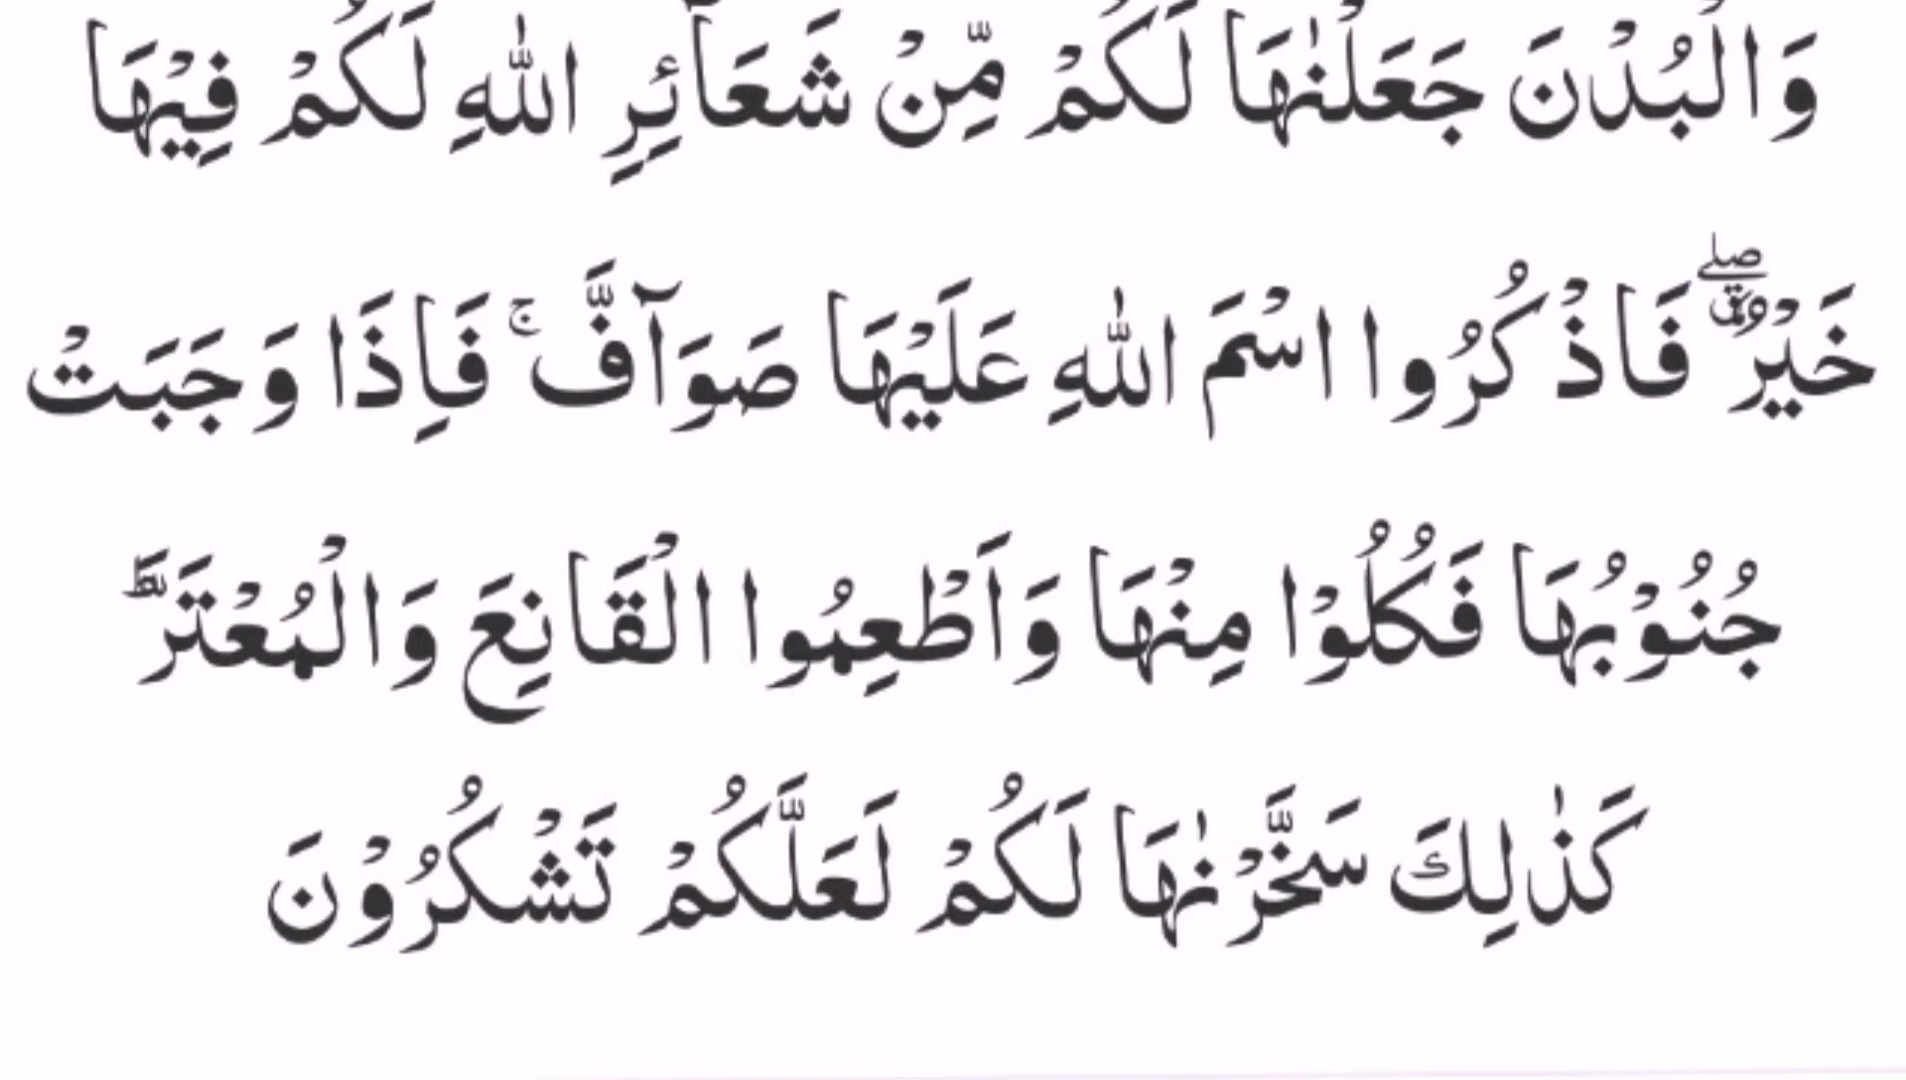 وَالْبُدْنَ جَعَلْنٰهَا لَكُمْ مِّنْ شَعَآئِرِ اللّٰهِ لَكُمْ فِيْهَا
خَيْرٌ ۖۗ فَاذْكُرُوا اسْمَ اللّٰهِ عَلَيْهَا صَوَآفَّ ۚ فَاِذَا وَجَبَتْ
جُنُوْبُهَا فَكُلُوْا مِنْهَا وَاَطْعِمُوا الْقَانِعَ وَالْمُعْتَرَّ ؕ
كَذٰلِكَ سَخَّرْنٰهَا لَكُمْ لَعَلَّكُمْ تَشْكُرُوْنَ